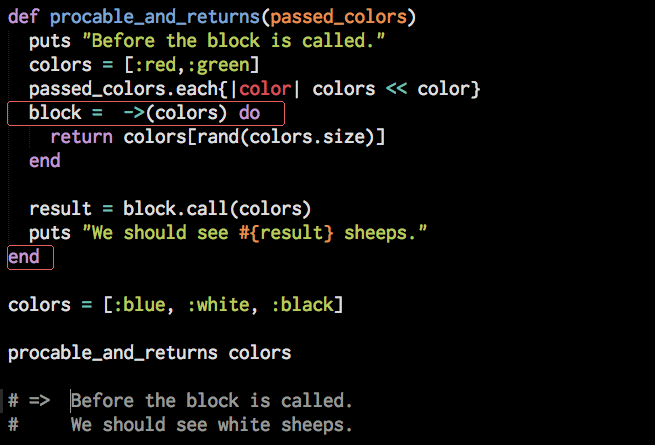 def procable_and_returns(passed_colors)
  puts "Before the block is called."
  colors = [:red,:green]
  passed_colors.each{|color| colors << color}
  block =  ->(colors) do
    return colors[rand(colors.size)]
  end

  result = block.call(colors)
  puts "We should see #{result} sheeps."
end

colors = [:blue, :white, :black]

procable_and_returns colors

# =>  Before the block is called.
#     We should see white sheeps.